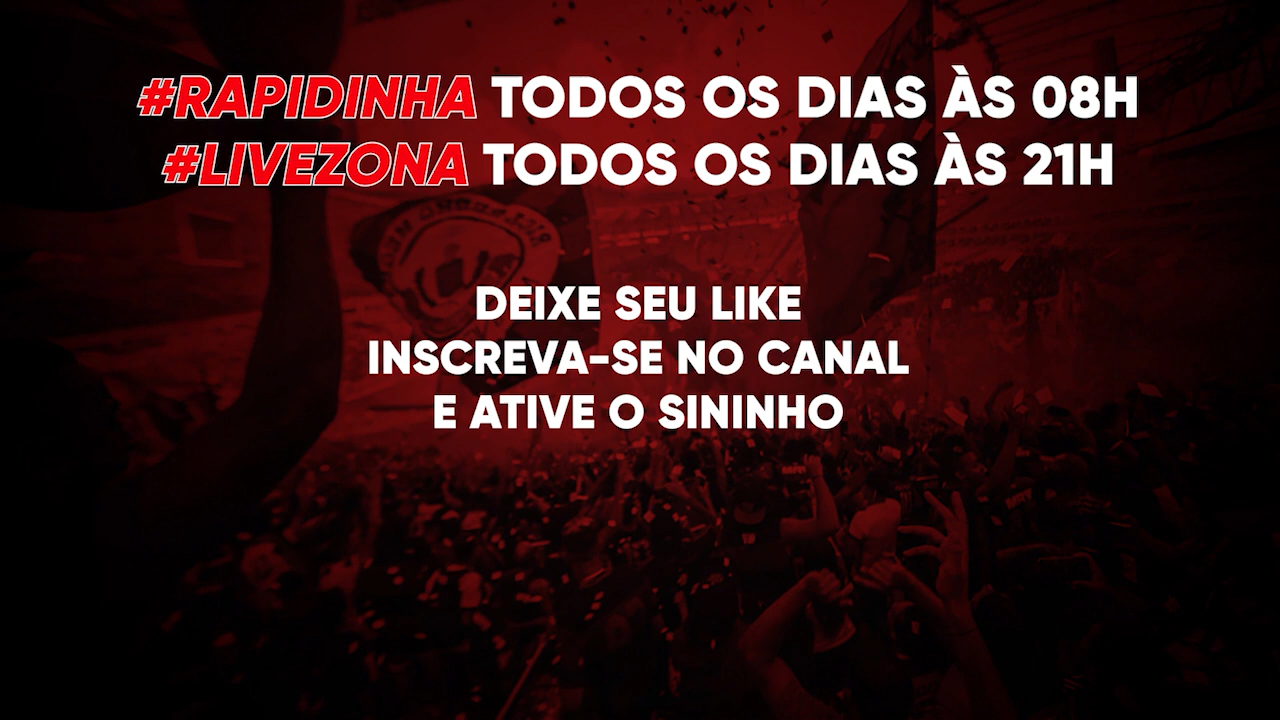 #RAPIDINHA TODOS OS DIAS ÀS 08H
#LIVEZONA TODOS OS DIAS ÀS 21H
DEIXE SEU LIKE
INSCREVA-SE NO CANAL
E ATIVE O SININHO